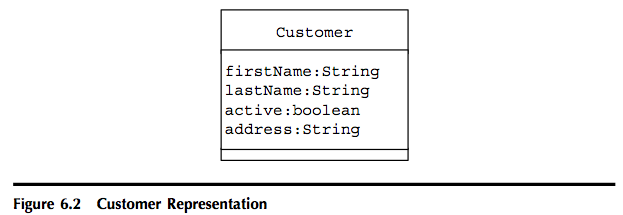 Customer
firstName:String
lastName:String
active:boolean
address:String
Figure 6.2 Customer Representation